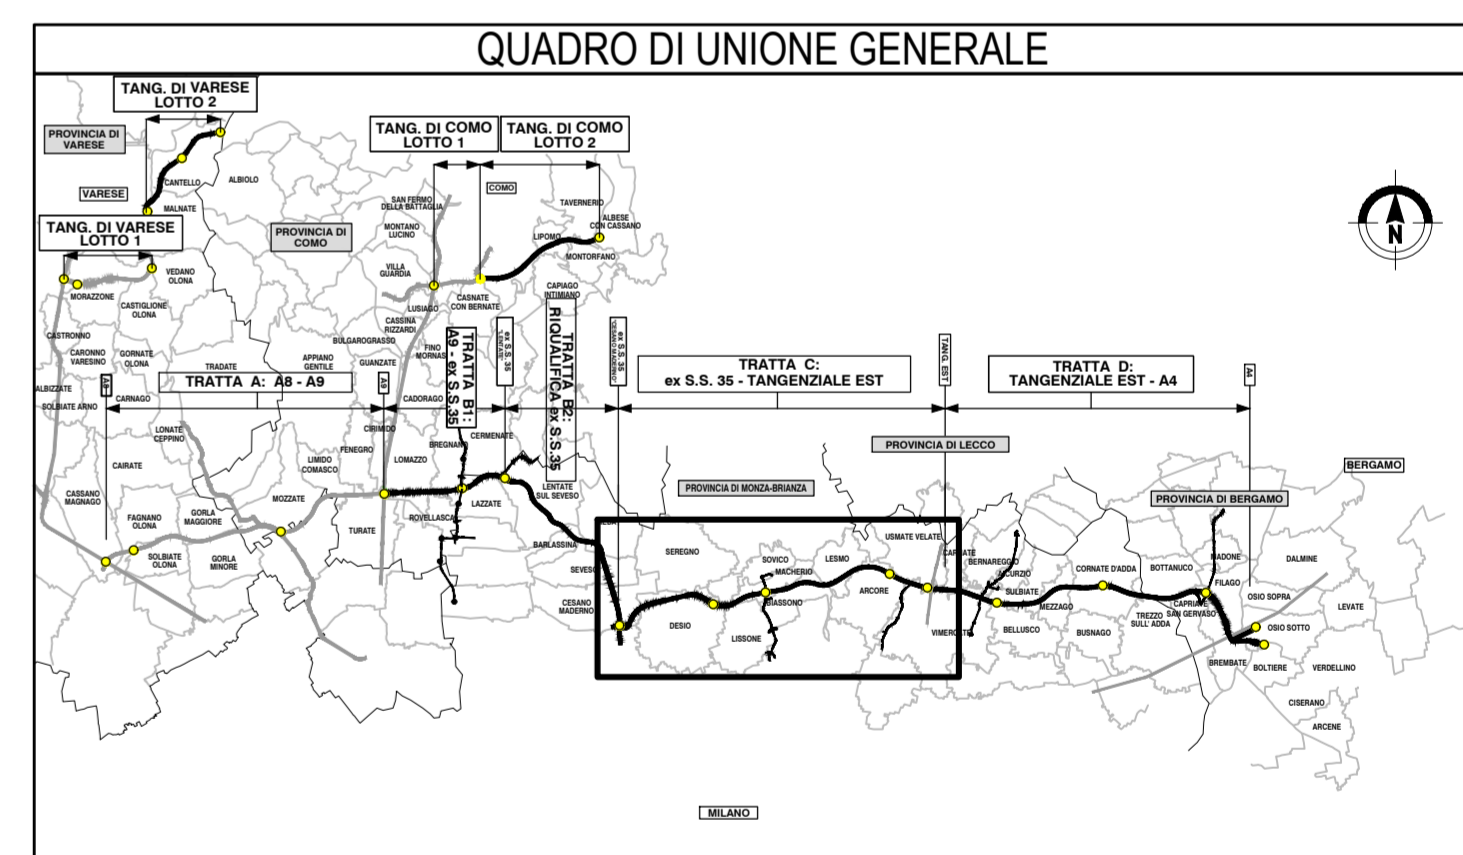 QUADRO DI UNIONE GENERALE
TANG. DI VARESE
LOTTO 2
PROVINCIA DI
VARESE
VARESE
CANTELLO
ALBIOLO
MALNATE
TANG. DI VARESE
LOTTO 1
VEDANO
OLONA
MORAZZONE
CASTIGLIONE
OLONA
PROVINCIA DI
COMO
TANG. DI COMO
LOTTO 1
TANG. DI COMO
LOTTO 2
COMO
SAN FERMO
DELLA BATTAGLIA
MONTANO
LUCINO
VILLA
GUARDIA
TAVERNERIO
ALBESE
CON CASSANO
LIPOMO
MONTORFANO
CAPIAGO
INTIMIANO
CASNATE
CON BERNATE
LUSIAGO
CASSINA
RIZZARDI
BULGAROGRASSO
FINO
MORNAS
GUANZATE
APPIANO
GENTILE
TRADATE
CASTRONNO
CARONNO
VARESINO
GORNATE
OLONA
ALBIZZATE
SOLBIATE ARNO
CARNAGO
A8
TRATTA A: A8 - A9
A9
CADORAGO
TRATTA B1:
A9 - ex S.S.35
ex S.S. 35
"LENTATE"
TRATTA B2:
RIQUALIFICA ex S.S.35
ex S.S. 35
"CESANO MADERNO"
TRATTA C:
ex S.S. 35 - TANGENZIALE EST
TANG. EST
TRATTA D:
TANGENZIALE EST - A4
A4
N
LONATE
CEPPINO
CIRIMIDO
FENEGRO
BREGNANO
CERMENATE
LIMIDO
COMASCO
LOMAZZO
CAIRATE
CASSANO
MAGNAGO
MOZZATE
FAGNANO
OLONA
GORLA
MAGGIORE
SOLBIATE
OLONA
GORLA
MINORE
TURATE
ROVELLASCA
LAZZATE
LENTATE
SUL SEVESO
BARLASSINA
SEVESO
CESANO
MADERNO
PROVINCIA DI MONZA-BRIANZA
PROVINCIA DI LECCO
PROVINCIA DI BERGAMO
BERGAMO
SEREGNO
SOVICO
MACHERIO
LESMO
USMATE VELATE
CARNATE
BERNAREGGIO
AICURZIO
SULBIATE
DESIO
BIASSONO
LISSONE
ARCORE
VIMERCATE
BELLUSCO
MEZZAGO
CORNATE D'ADDA
BUSNAGO
TREZZO
SULL' ADDA
BOTTANUCO
MADONE
FILAGO
CAPRIATE
SAN GERVASO
DALMINE
OSIO SOPRA
LEVATE
OSIO SOTTO
BREMBATE
BOLTIERE
VERDELLINO
CISERANO
ARCENE
MILANO